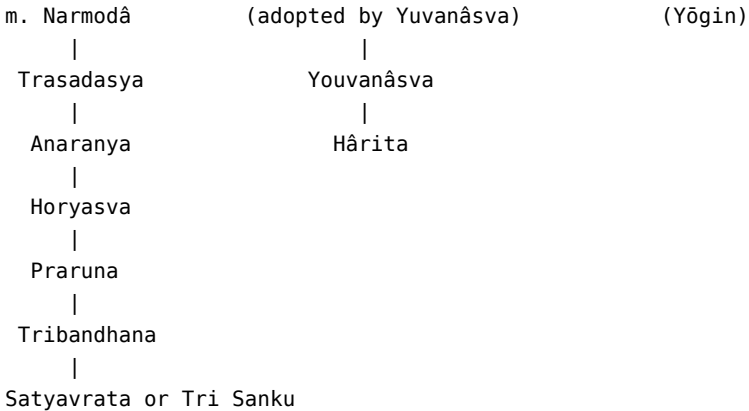 m. Narmodâ (adopted by Yuvanâsva) (Yōgin)
| |
Trasadasya Youvanâsva
| |
Anaranya Hârita
|
Horyasva
|
Praruna
|
Tribandhana
|
Satyavrata or Tri Sanku